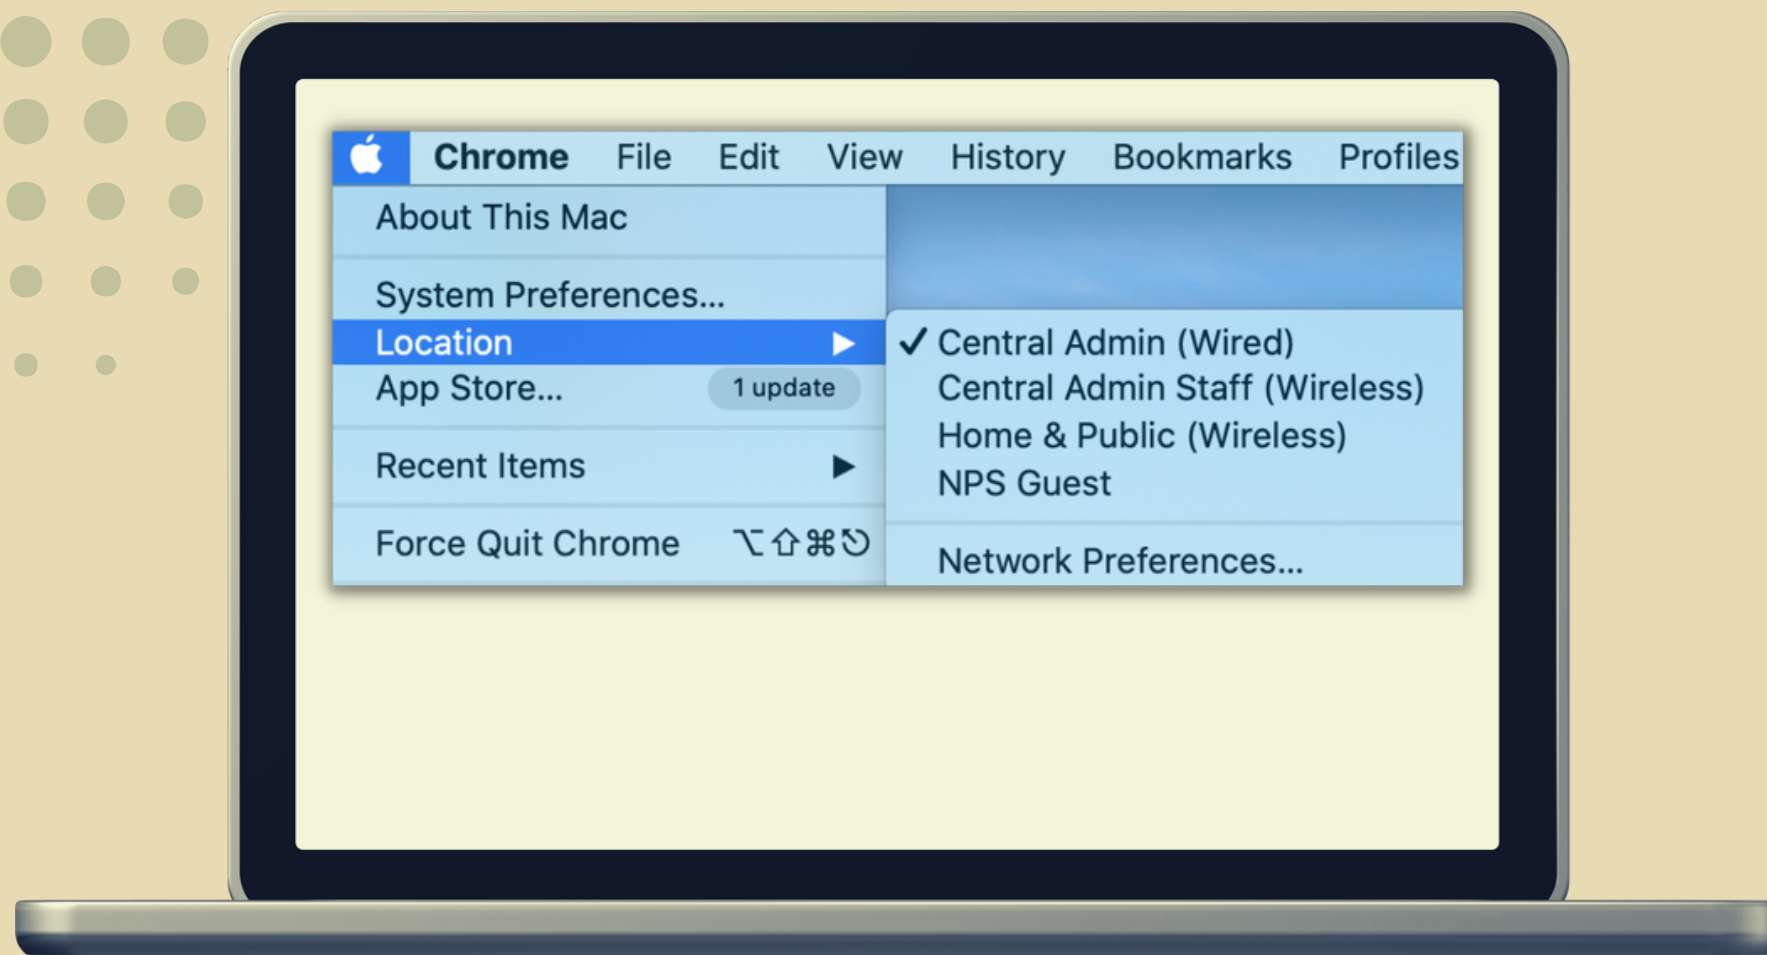 Chrome File Edit View History Bookmarks Profiles
About This Mac
System Preferences...
Location
App Store... 1 update
Recent Items
Force Quit Chrome ⌥⇧⌘⎋
✓ Central Admin (Wired)
Central Admin Staff (Wireless)
Home & Public (Wireless)
NPS Guest
Network Preferences...